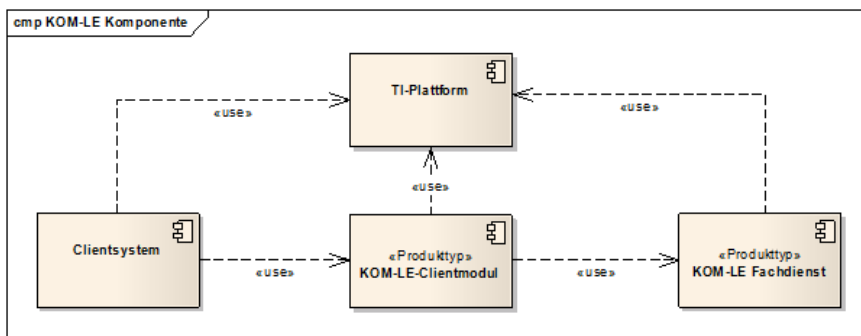 cmp KOM-LE Komponente
TI-Plattform
«use»
«use»
«use»
Clientsystem
«Produkttyp»
KOM-LE-Clientmodul
«Produkttyp»
KOM-LE Fachdienst
«use»
«use»